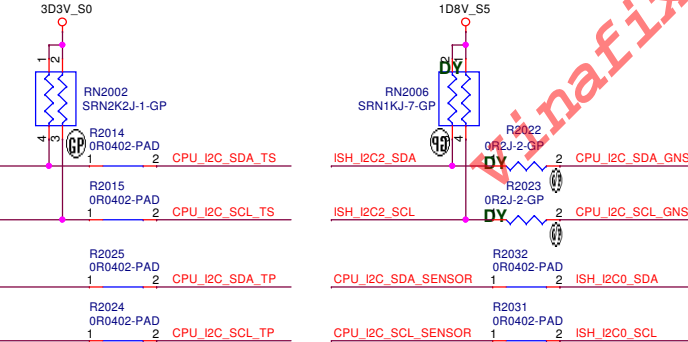 3D3V_S0
1 2
RN2002
SRN2K2J-1-GP
4 3
GP
R2014
0R0402-PAD
1 2 CPU_I2C_SDA_TS
R2015
0R0402-PAD
1 2 CPU_I2C_SCL_TS
R2025
0R0402-PAD
1 2 CPU_I2C_SDA_TP
R2024
0R0402-PAD
1 2 CPU_I2C_SCL_TP
1D8V_S5
2 1
DY
RN2006
SRN1KJ-7-GP
3 4
GP
R2022
0R2J-2-GP
ISH_I2C2_SDA DY 2 CPU_I2C_SDA_GNS
R2023
0R2J-2-GP
ISH_I2C2_SCL DY 2 CPU_I2C_SCL_GNS
R2032
0R0402-PAD
CPU_I2C_SDA_SENSOR 1 2 ISH_I2C0_SDA
R2031
0R0402-PAD
CPU_I2C_SCL_SENSOR 1 2 ISH_I2C0_SCL
vinafix